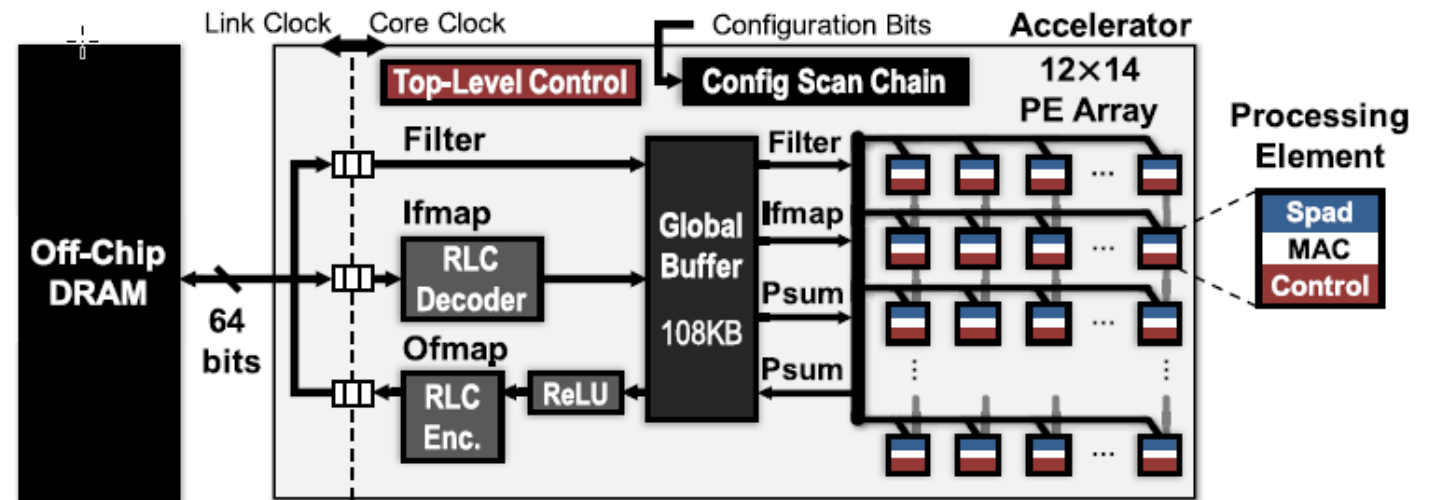 Link Clock
Core Clock
Configuration Bits
Accelerator
Top-Level Control
Config Scan Chain
12×14
PE Array
Processing
Element
Off-Chip
DRAM
64
bits
Filter
Ifmap
RLC
Decoder
Ofmap
RLC
Enc.
ReLU
Global
Buffer
108KB
Filter
Ifmap
Psum
Psum
...
...
...
...
...
...
Spad
MAC
Control